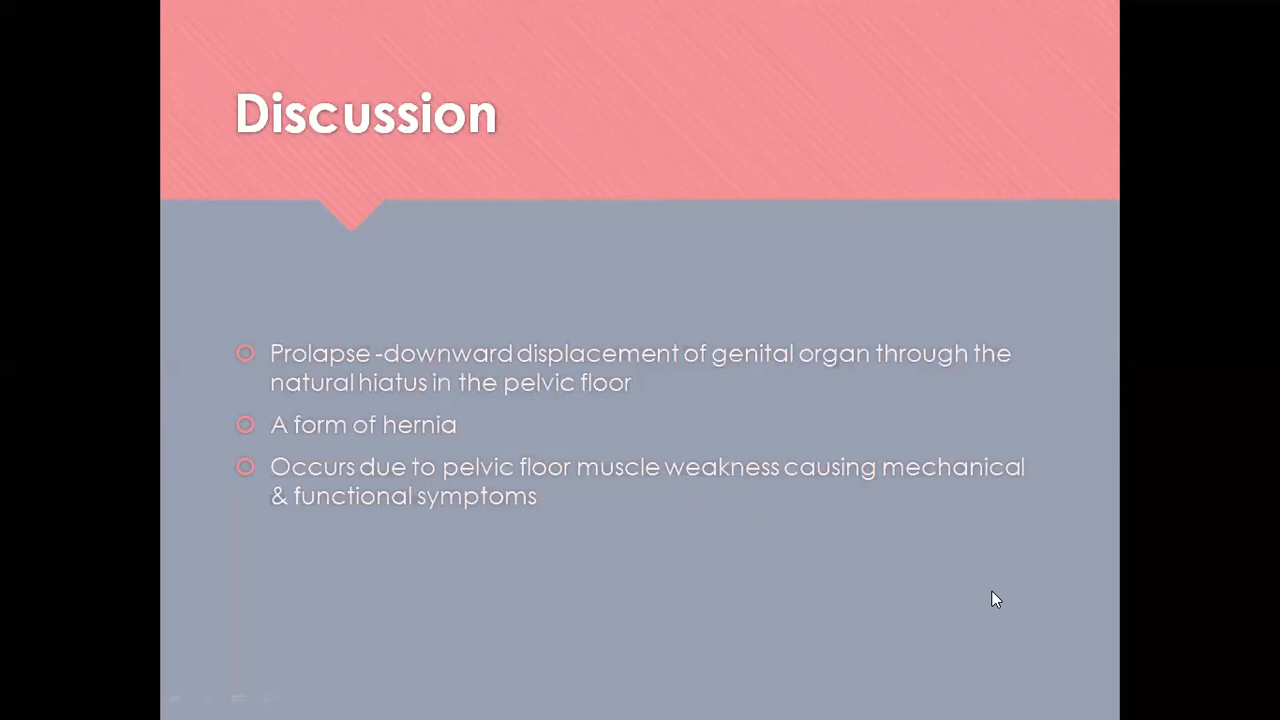 Discussion
Prolapse -downward displacement of genital organ through the
natural hiatus in the pelvic floor
A form of hernia
Occurs due to pelvic floor muscle weakness causing mechanical
& functional symptoms